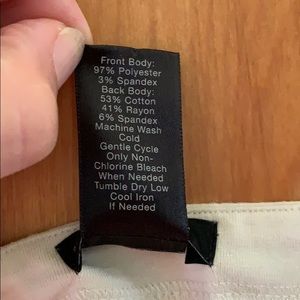 Front Body:
97% Polyester
3% Spandex
Back Body:
53% Cotton
41% Rayon
6% Spandex
Machine Wash
Cold
Gentle Cycle
Only Non-
Chlorine Bleach
When Needed
Tumble Dry Low
Cool Iron
If Needed